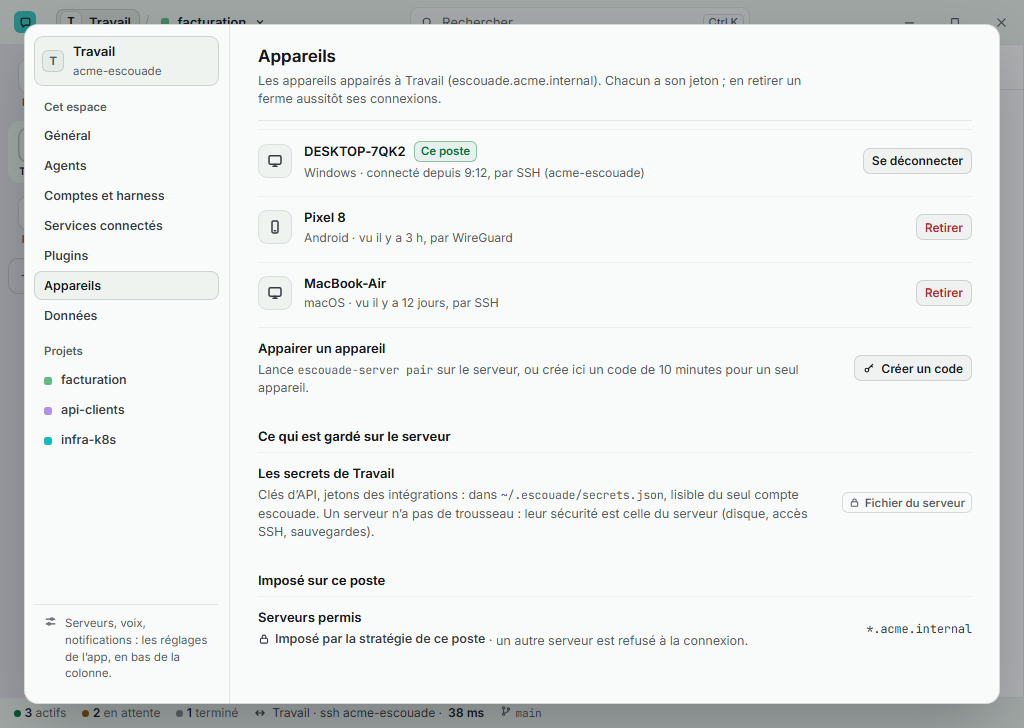 T Travail / facturation
Rechercher Ctrl K
T Travail
acme-escouade
Cet espace
Général
Agents
Comptes et harness
Services connectés
Plugins
Appareils
Données
Projets
facturation
api-clients
infra-k8s
Serveurs, voix,
notifications : les réglages
de l’app, en bas de la
colonne.
Appareils
Les appareils appairés à Travail (escouade.acme.internal). Chacun a son jeton ; en retirer un
ferme aussitôt ses connexions.
DESKTOP-7QK2 Ce poste
Windows · connecté depuis 9:12, par SSH (acme-escouade)
Se déconnecter
Pixel 8
Android · vu il y a 3 h, par WireGuard
Retirer
MacBook-Air
macOS · vu il y a 12 jours, par SSH
Retirer
Appairer un appareil
Lance escouade-server pair sur le serveur, ou crée ici un code de 10 minutes pour un seul
appareil.
Créer un code
Ce qui est gardé sur le serveur
Les secrets de Travail
Clés d’API, jetons des intégrations : dans ~/.escouade/secrets.json, lisible du seul compte
escouade. Un serveur n’a pas de trousseau : leur sécurité est celle du serveur (disque, accès
SSH, sauvegardes).
Fichier du serveur
Imposé sur ce poste
Serveurs permis
Imposé par la stratégie de ce poste · un autre serveur est refusé à la connexion.
*.acme.internal
3 actifs 2 en attente 1 terminé Travail · ssh acme-escouade · 38 ms main